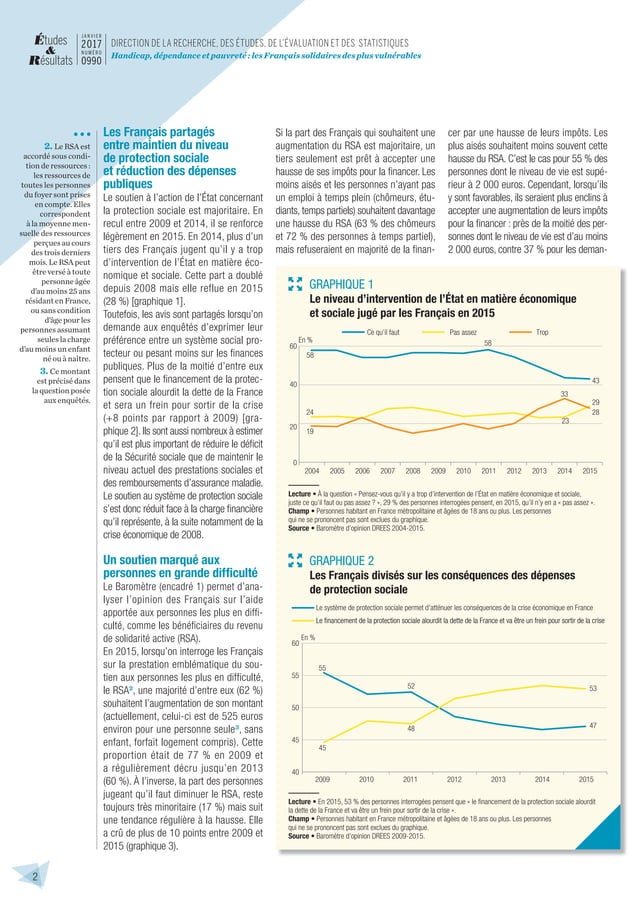 Études
&
Résultats
JANVIER
2017
NUMÉRO
0990
DIRECTION DE LA RECHERCHE, DES ÉTUDES, DE L'ÉVALUATION ET DES STATISTIQUES
Handicap, dépendance et pauvreté : les Français solidaires des plus vulnérables
•••
2. Le RSA est
accordé sous condi-
tion de ressources :
les ressources de
toutes les personnes
du foyer sont prises
en compte. Elles
correspondent
à la moyenne men-
suelle des ressources
perçues au cours
des trois derniers
mois. Le RSA peut
être versé à toute
personne âgée
d'au moins 25 ans
résidant en France,
ou sans condition
d'âge pour les
personnes assumant
seules la charge
d'au moins un enfant
né ou à naître.
3. Ce montant
est précisé dans
la question posée
aux enquêtés.
Les Français partagés
entre maintien du niveau
de protection sociale
et réduction des dépenses
publiques
Le soutien à l'action de l'État concernant
la protection sociale est majoritaire. En
recul entre 2009 et 2014, il se renforce
légèrement en 2015. En 2014, plus d'un
tiers des Français jugent qu'il y a trop
d'intervention de l'État en matière éco-
nomique et sociale. Cette part a doublé
depuis 2008 mais elle reflue en 2015
(28 %) [graphique 1].
Toutefois, les avis sont partagés lorsqu'on
demande aux enquêtés d'exprimer leur
préférence entre un système social pro-
tecteur ou pesant moins sur les finances
publiques. Plus de la moitié d'entre eux
pensent que le financement de la protec-
tion sociale alourdit la dette de la France
et sera un frein pour sortir de la crise
(+8 points par rapport à 2009) [gra-
phique 2]. Ils sont aussi nombreux à estimer
qu'il est plus important de réduire le déficit
de la Sécurité sociale que de maintenir le
niveau actuel des prestations sociales et
des remboursements d'assurance maladie.
Le soutien au système de protection sociale
s'est donc réduit face à la charge financière
qu'il représente, à la suite notamment de la
crise économique de 2008.
Un soutien marqué aux
personnes en grande difficulté
Le Baromètre (encadré 1) permet d'ana-
lyser l'opinion des Français sur l'aide
apportée aux personnes les plus en diffi-
culté, comme les bénéficiaires du revenu
de solidarité active (RSA).
En 2015, lorsqu'on interroge les Français
sur la prestation emblématique du sou-
tien aux personnes les plus en difficulté,
le RSA², une majorité d'entre eux (62 %)
souhaitent l'augmentation de son montant
(actuellement, celui-ci est de 525 euros
environ pour une personne seule³, sans
enfant, forfait logement compris). Cette
proportion était de 77 % en 2009 et
a régulièrement décru jusqu'en 2013
(60 %). À l'inverse, la part des personnes
jugeant qu'il faut diminuer le RSA, reste
toujours très minoritaire (17 %) mais suit
une tendance régulière à la hausse. Elle
a crû de plus de 10 points entre 2009 et
2015 (graphique 3).
Si la part des Français qui souhaitent une
augmentation du RSA est majoritaire, un
tiers seulement est prêt à accepter une
hausse de ses impôts pour la financer. Les
moins aisés et les personnes n'ayant pas
un emploi à temps plein (chômeurs, étu-
diants, temps partiels) souhaitent davantage
une hausse du RSA (63 % des chômeurs
et 72 % des personnes à temps partiel),
mais refuseraient en majorité de la finan-
cer par une hausse de leurs impôts. Les
plus aisés souhaitent moins souvent cette
hausse du RSA. C'est le cas pour 55 % des
personnes dont le niveau de vie est supé-
rieur à 2 000 euros. Cependant, lorsqu'ils
y sont favorables, ils seraient plus enclins à
accepter une augmentation de leurs impôts
pour la financer : près de la moitié des per-
sonnes dont le niveau de vie est d'au moins
2 000 euros, contre 37 % pour les deman-
GRAPHIQUE 1
Le niveau d'intervention de l'État en matière économique
et sociale jugé par les Français en 2015
Ce qu'il faut
Pas assez
Trop
En %
60
40
20
0
58
24
19
58
33
23
43
29
28
2004 2005 2006 2007 2008 2009 2010 2011 2012 2013 2014 2015
Lecture • À la question « Pensez-vous qu'il y a trop d'intervention de l'État en matière économique et sociale,
juste ce qu'il faut ou pas assez ? », 29 % des personnes interrogées pensent, en 2015, qu'il n'y en a « pas assez ».
Champ • Personnes habitant en France métropolitaine et âgées de 18 ans ou plus. Les personnes
qui ne se prononcent pas sont exclues du graphique.
Source • Baromètre d'opinion DREES 2004-2015.
GRAPHIQUE 2
Les Français divisés sur les conséquences des dépenses
de protection sociale
Le système de protection sociale permet d'atténuer les conséquences de la crise économique en France
Le financement de la protection sociale alourdit la dette de la France et va être un frein pour sortir de la crise
En %
60
55
50
45
40
55
45
52
48
53
47
2009 2010 2011 2012 2013 2014 2015
Lecture • En 2015, 53 % des personnes interrogées pensent que « le financement de la protection sociale alourdit
la dette de la France et va être un frein pour sortir de la crise ».
Champ • Personnes habitant en France métropolitaine et âgées de 18 ans ou plus. Les personnes
qui ne se prononcent pas sont exclues du graphique.
Source • Baromètre d'opinion DREES 2009-2015.
2